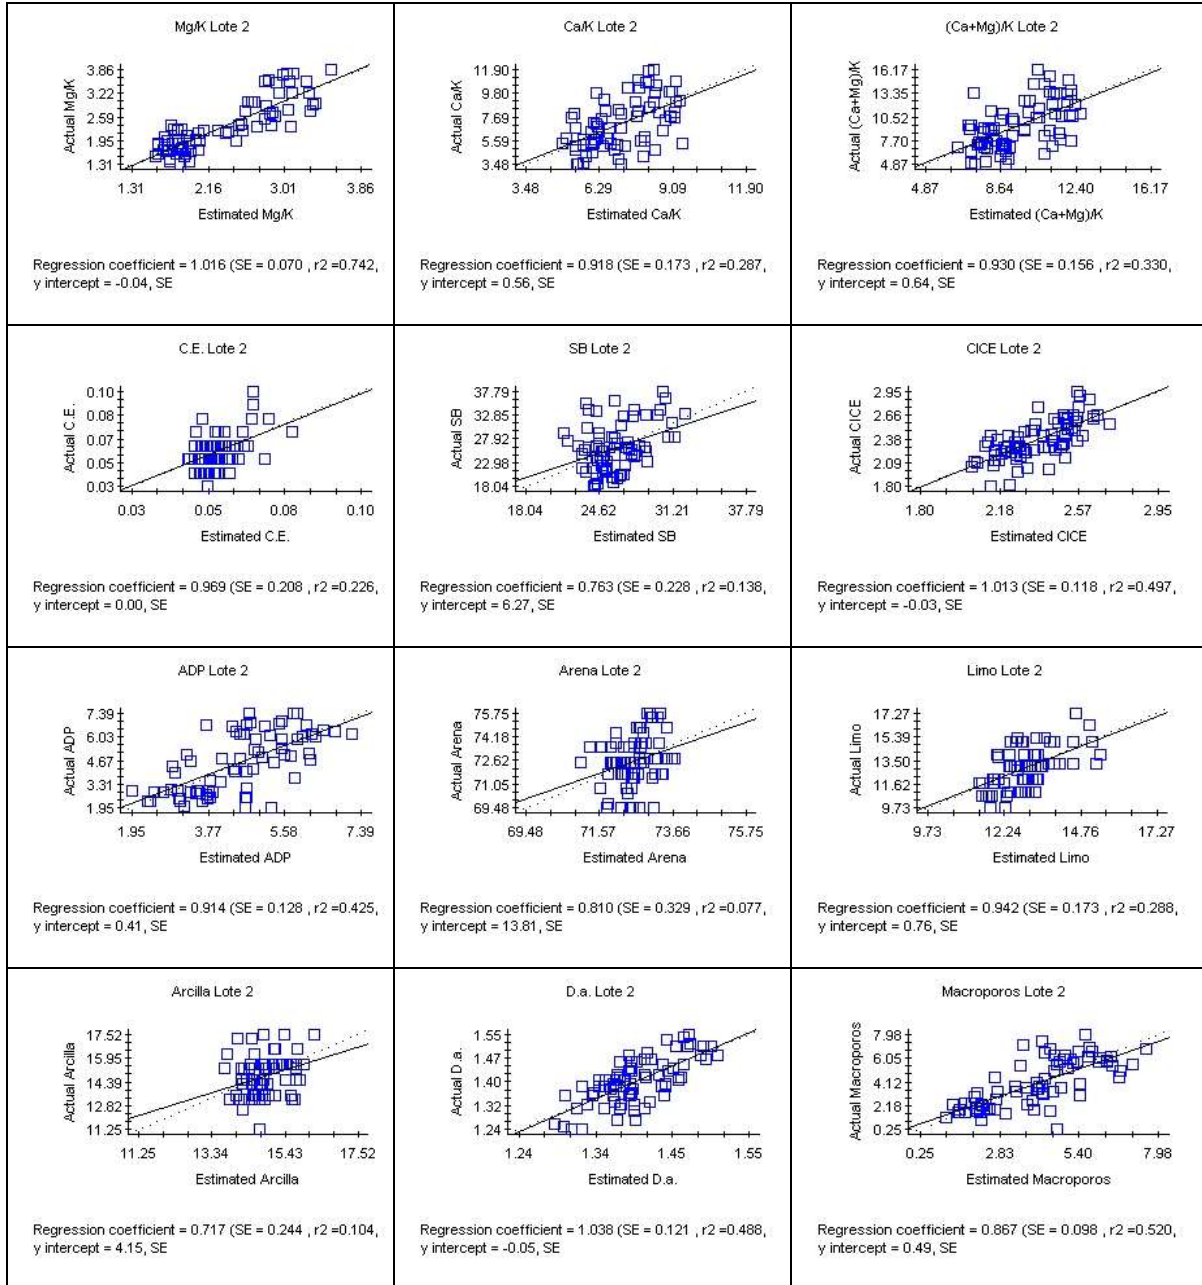 Mg/K Lote 2
Actual Mg/K
3.86
3.22
2.59
1.95
1.31
1.31 2.16 3.01 3.86
Estimated Mg/K
Regression coefficient = 1.016 (SE = 0.070 , r2 =0.742,
y intercept = -0.04, SE
Ca/K Lote 2
Actual Ca/K
11.90
9.80
7.69
5.59
3.48
3.48 6.29 9.09 11.90
Estimated Ca/K
Regression coefficient = 0.918 (SE = 0.173 , r2 =0.287,
y intercept = 0.56, SE
(Ca+Mg)/K Lote 2
Actual (Ca+Mg)/K
16.17
13.35
10.52
7.70
4.87
4.87 8.64 12.40 16.17
Estimated (Ca+Mg)/K
Regression coefficient = 0.930 (SE = 0.156 , r2 =0.330,
y intercept = 0.64, SE
C.E. Lote 2
Actual C.E.
0.10
0.08
0.07
0.05
0.03
0.03 0.05 0.08 0.10
Estimated C.E.
Regression coefficient = 0.969 (SE = 0.208 , r2 =0.226,
y intercept = 0.00, SE
SB Lote 2
Actual SB
37.79
32.85
27.92
22.98
18.04
18.04 24.62 31.21 37.79
Estimated SB
Regression coefficient = 0.763 (SE = 0.228 , r2 =0.138,
y intercept = 6.27, SE
CICE Lote 2
Actual CICE
2.95
2.66
2.38
2.09
1.80
1.80 2.18 2.57 2.95
Estimated CICE
Regression coefficient = 1.013 (SE = 0.118 , r2 =0.497,
y intercept = -0.03, SE
ADP Lote 2
Actual ADP
7.39
6.03
4.67
3.31
1.95
1.95 3.77 5.58 7.39
Estimated ADP
Regression coefficient = 0.914 (SE = 0.128 , r2 =0.425,
y intercept = 0.41, SE
Arena Lote 2
Actual Arena
75.75
74.18
72.62
71.05
69.48
69.48 71.57 73.66 75.75
Estimated Arena
Regression coefficient = 0.810 (SE = 0.329 , r2 =0.077,
y intercept = 13.81, SE
Limo Lote 2
Actual Limo
17.27
15.39
13.50
11.62
9.73
9.73 12.24 14.76 17.27
Estimated Limo
Regression coefficient = 0.942 (SE = 0.173 , r2 =0.288,
y intercept = 0.76, SE
Arcilla Lote 2
Actual Arcilla
17.52
15.95
14.39
12.82
11.25
11.25 13.34 15.43 17.52
Estimated Arcilla
Regression coefficient = 0.717 (SE = 0.244 , r2 =0.104,
y intercept = 4.15, SE
D.a. Lote 2
Actual D.a.
1.55
1.47
1.40
1.32
1.24
1.24 1.34 1.45 1.55
Estimated D.a.
Regression coefficient = 1.038 (SE = 0.121 , r2 =0.488,
y intercept = -0.05, SE
Macroporos Lote 2
Actual Macroporos
7.98
6.05
4.12
2.18
0.25
0.25 2.83 5.40 7.98
Estimated Macroporos
Regression coefficient = 0.867 (SE = 0.098 , r2 =0.520,
y intercept = 0.49, SE